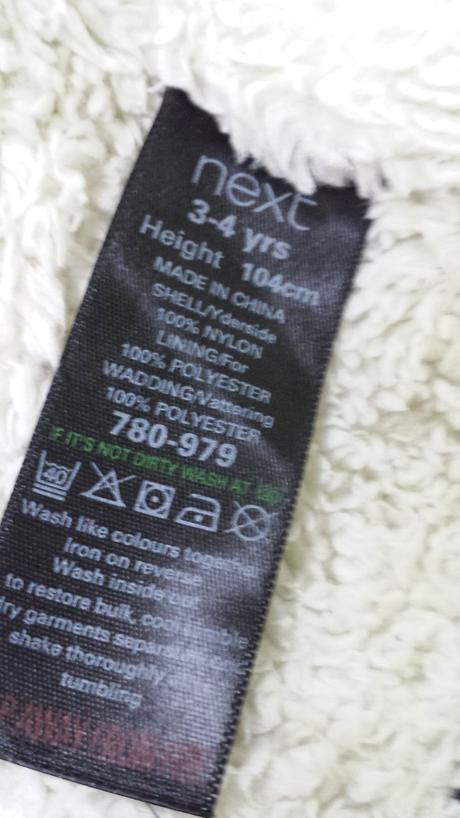 next
3-4 yrs
Height 104cm
MADE IN CHINA
SHELL/Yderside
100% NYLON
LINING/For
100% POLYESTER
WADDING/Vattering
100% POLYESTER
780-979
IF IT'S NOT DIRTY WASH AT
40
Wash like colours together
Iron on reverse
Wash inside out
to restore bulk, cool tumble
dry garments
shake thoroughly
tumbling
AWAY FROM